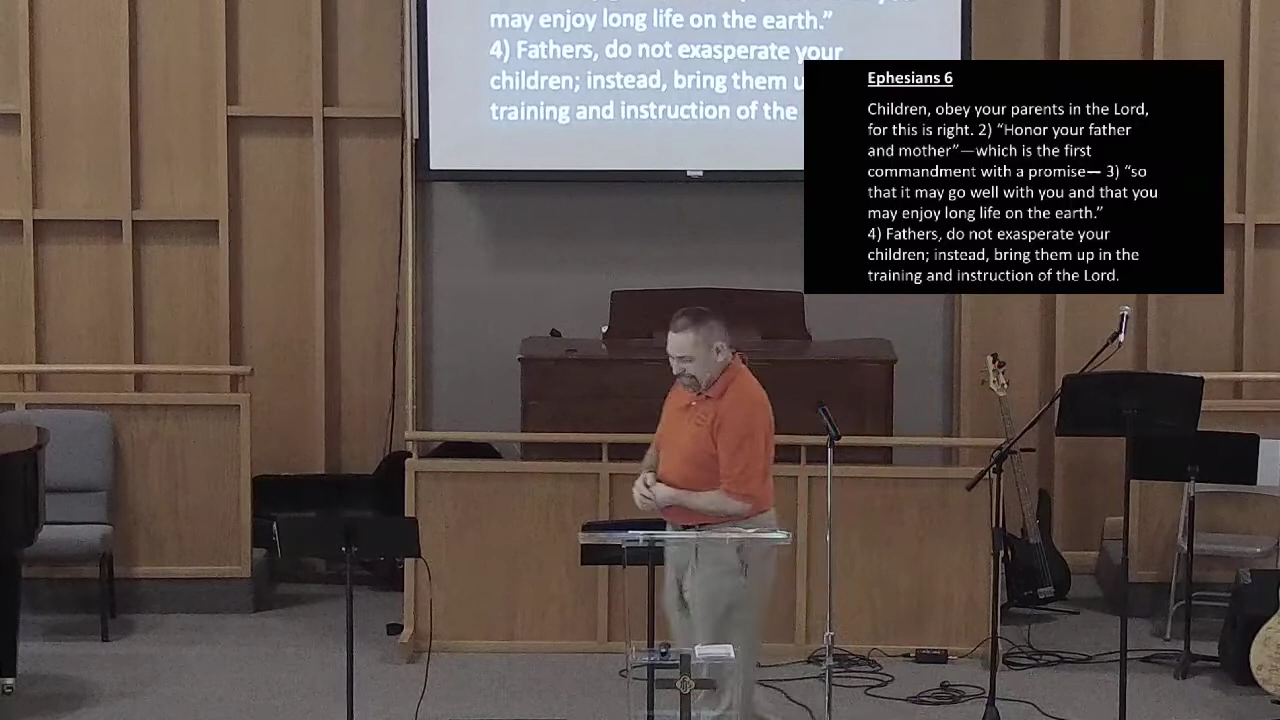 may enjoy long life on the earth.”
4) Fathers, do not exasperate your
children; instead, bring them u
training and instruction of the
Ephesians 6
Children, obey your parents in the Lord,
for this is right. 2) “Honor your father
and mother”—which is the first
commandment with a promise— 3) “so
that it may go well with you and that you
may enjoy long life on the earth.”
4) Fathers, do not exasperate your
children; instead, bring them up in the
training and instruction of the Lord.